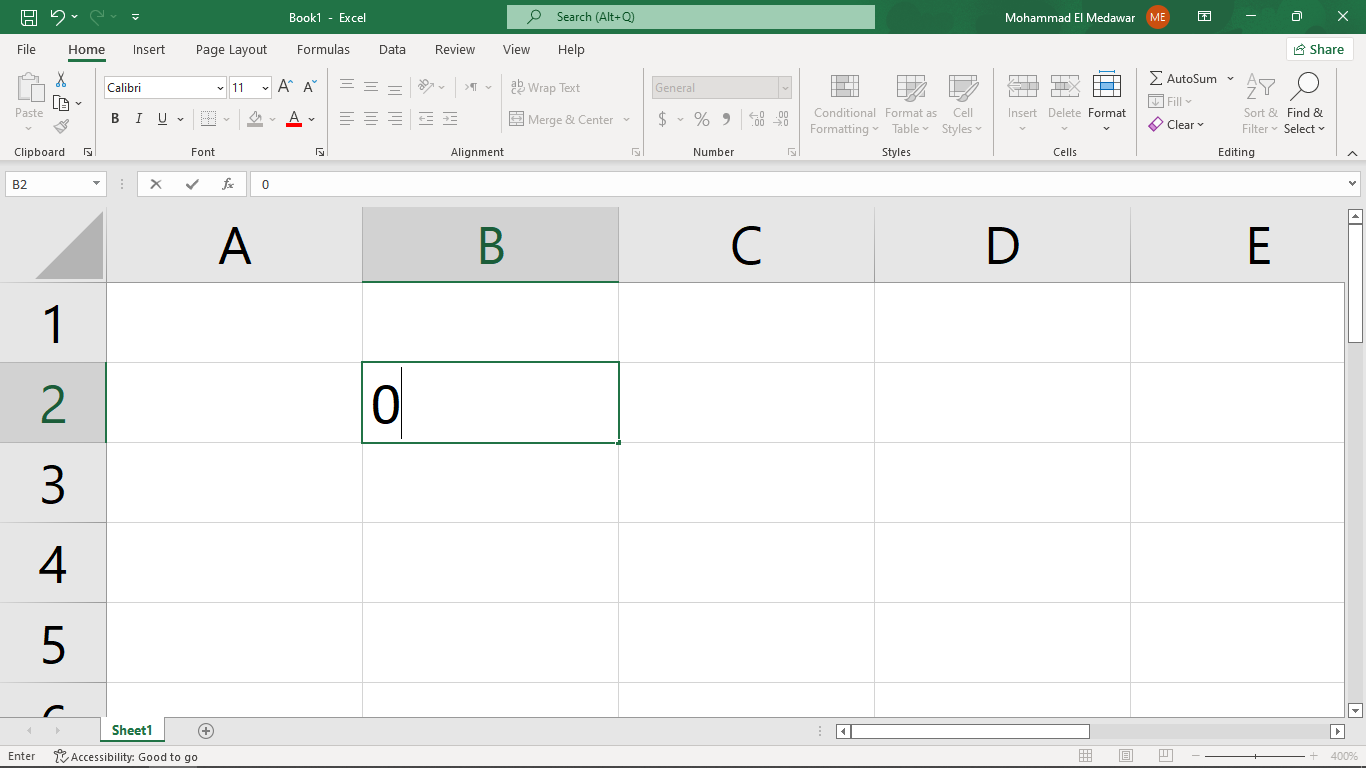 Book1 - Excel
Search (Alt+Q)
Mohammad El Medawar ME
File Home Insert Page Layout Formulas Data Review View Help
Share
Paste
Clipboard
Calibri 11
B I U
Font
Wrap Text
Merge & Center
Alignment
General
$ % 9
Number
Conditional Formatting
Format as Table
Cell Styles
Styles
Insert Delete Format
Cells
AutoSum
Fill
Clear
Sort & Filter
Find & Select
Editing
B2
fx
0
A B C D E
1
2 0
3
4
5
6
Sheet1
Enter
Accessibility: Good to go
400%